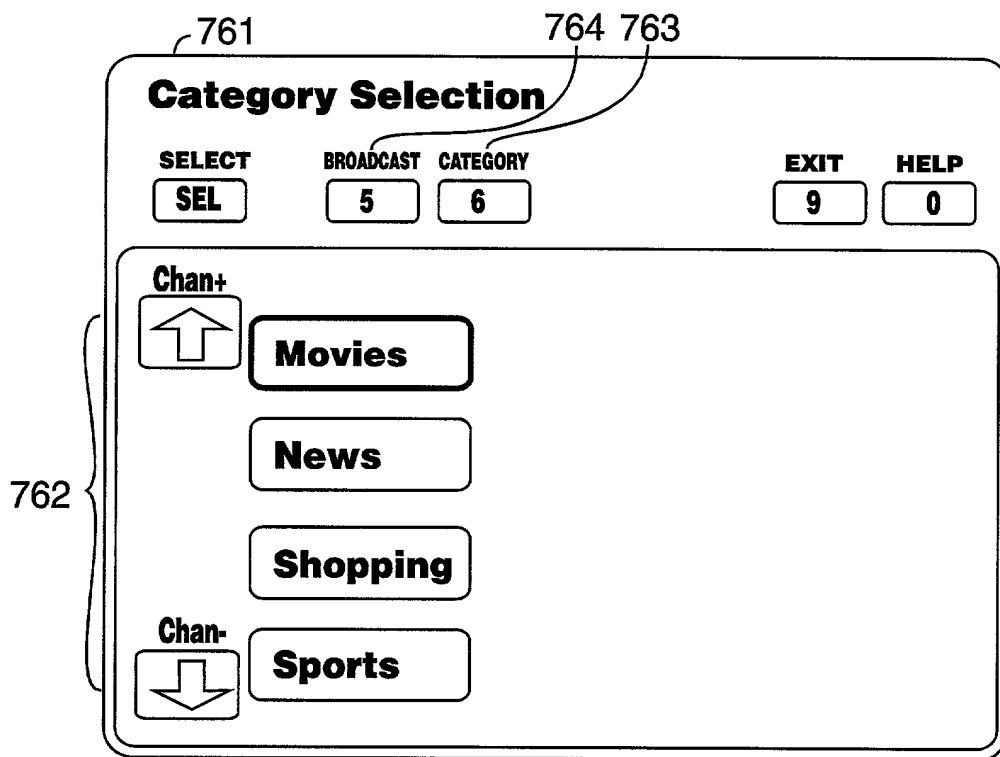 761
764 763
Category Selection
SELECT BROADCAST CATEGORY EXIT HELP
SEL 5 6 9 0
Chan+
Movies
News
762
Shopping
Chan-
Sports